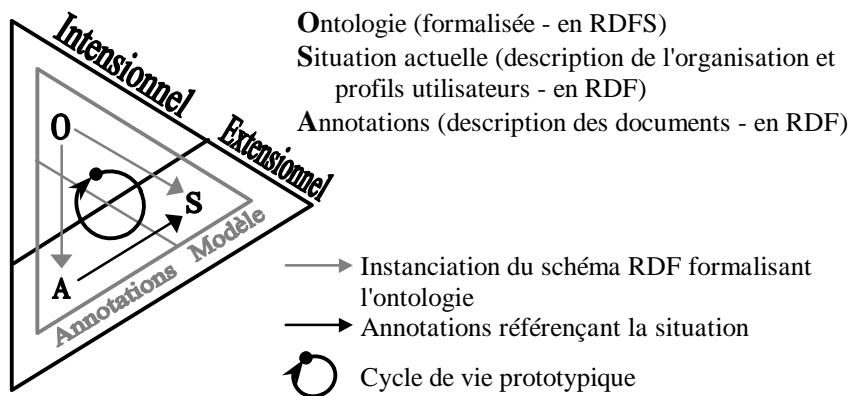 Ontologie (formalisée - en RDFS)
Situation actuelle (description de l'organisation et
profils utilisateurs - en RDF)
Annotations (description des documents - en RDF)
Intensionnel
Extensionnel
O
S
A
Annotations Modèle
Instanciation du schéma RDF formalisant
l'ontologie
Annotations référençant la situation
Cycle de vie prototypique